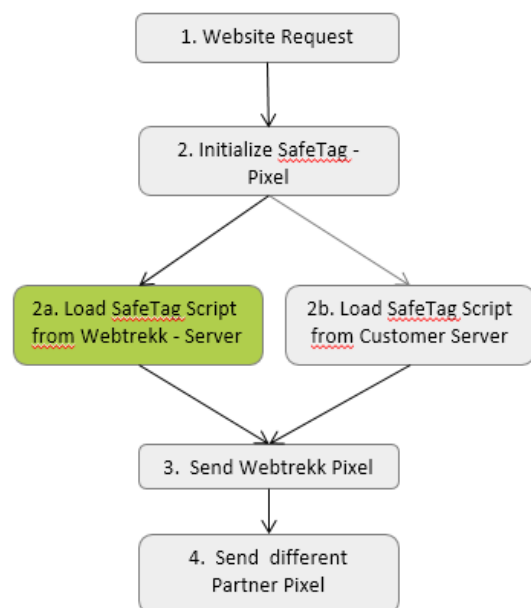 1. Website Request
2. Initialize SafeTag -
Pixel
2a. Load SafeTag Script
from Webtrekk - Server
2b. Load SafeTag Script
from Customer Server
3.  Send Webtrekk Pixel
4.  Send  different
Partner Pixel